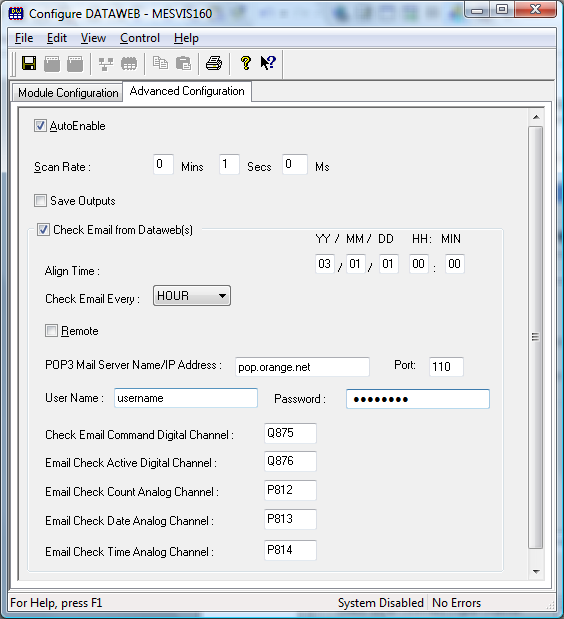 Configure DATAWEB - MESVIS160
File Edit View Control Help
Module Configuration Advanced Configuration
AutoEnable
Scan Rate : 0 Mins 1 Secs 0 Ms
Save Outputs
Check Email from Dataweb(s)
YY / MM / DD HH : MIN
Align Time : 03 / 01 / 01 00 : 00
Check Email Every : HOUR
Remote
POP3 Mail Server Name/IP Address : pop.orange.net Port: 110
User Name : username Password : ●●●●●●●●
Check Email Command Digital Channel : Q875
Email Check Active Digital Channel : Q876
Email Check Count Analog Channel : P812
Email Check Date Analog Channel : P813
Email Check Time Analog Channel : P814
For Help, press F1 System Disabled No Errors